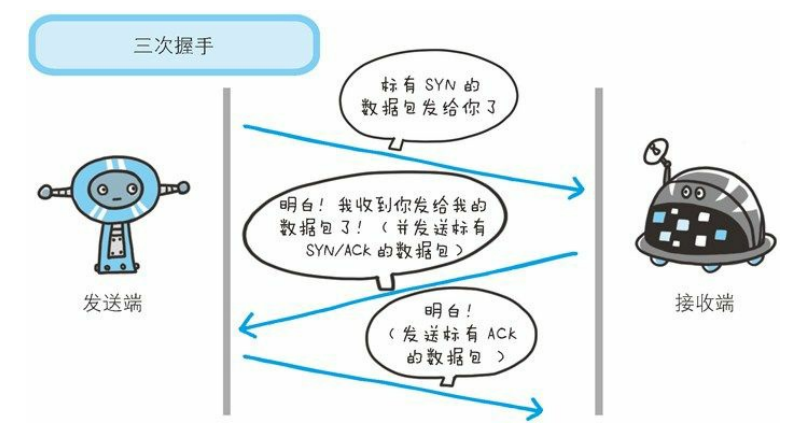 三次握手
标有 SYN 的
数据包发给你了
明白！我收到你发给我的
数据包了！（并发送标有
SYN/ACK 的数据包）
发送端
接收端
明白！
（发送标有 ACK
的数据包）